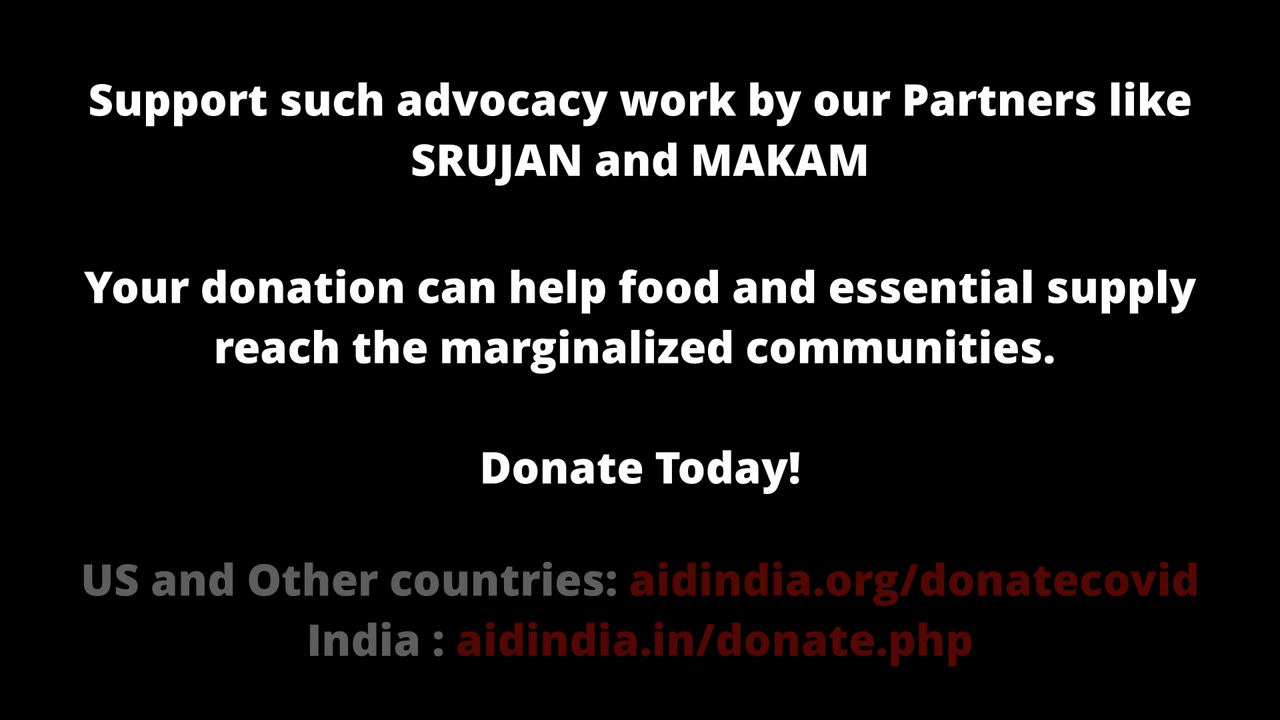 Support such advocacy work by our Partners like
SRUJAN and MAKAM
Your donation can help food and essential supply
reach the marginalized communities.
Donate Today!
US and Other countries: aidindia.org/donatecovid
India : aidindia.in/donate.php